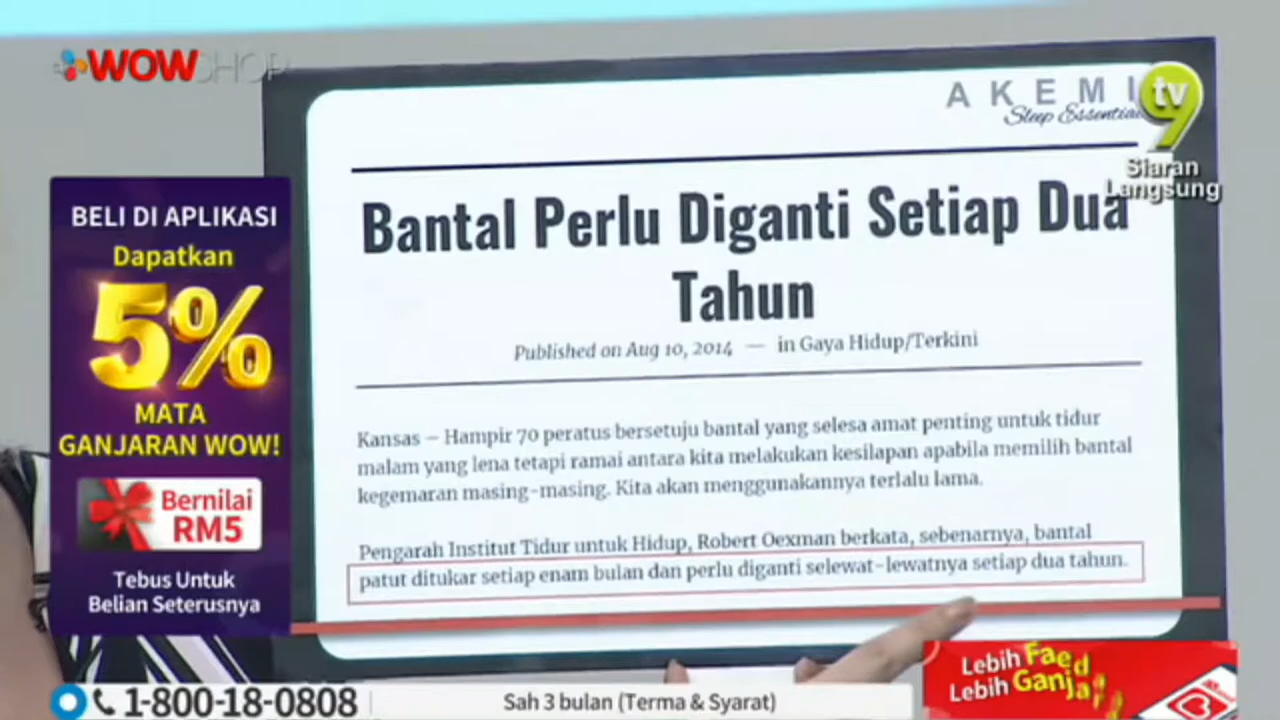 WOWSHOP
AKEMI
Sleep Essentials
tv9
Siaran
Langsung
BELI DI APLIKASI
Dapatkan
5%
MATA
GANJARAN WOW!
Bernilai
RM5
Tebus Untuk
Belian Seterusnya
Bantal Perlu Diganti Setiap Dua
Tahun
Published on Aug 10, 2014 — in Gaya Hidup/Terkini
Kansas – Hampir 70 peratus bersetuju bantal yang selesa amat penting untuk tidur
malam yang lena tetapi ramai antara kita melakukan kesilapan apabila memilih bantal
kegemaran masing-masing. Kita akan menggunakannya terlalu lama.
Pengarah Institut Tidur untuk Hidup, Robert Oexman berkata, sebenarnya, bantal
patut ditukar setiap enam bulan dan perlu diganti selewat-lewatnya setiap dua tahun.
1-800-18-0808
Sah 3 bulan (Terma & Syarat)
Lebih Faed
Lebih Ganja